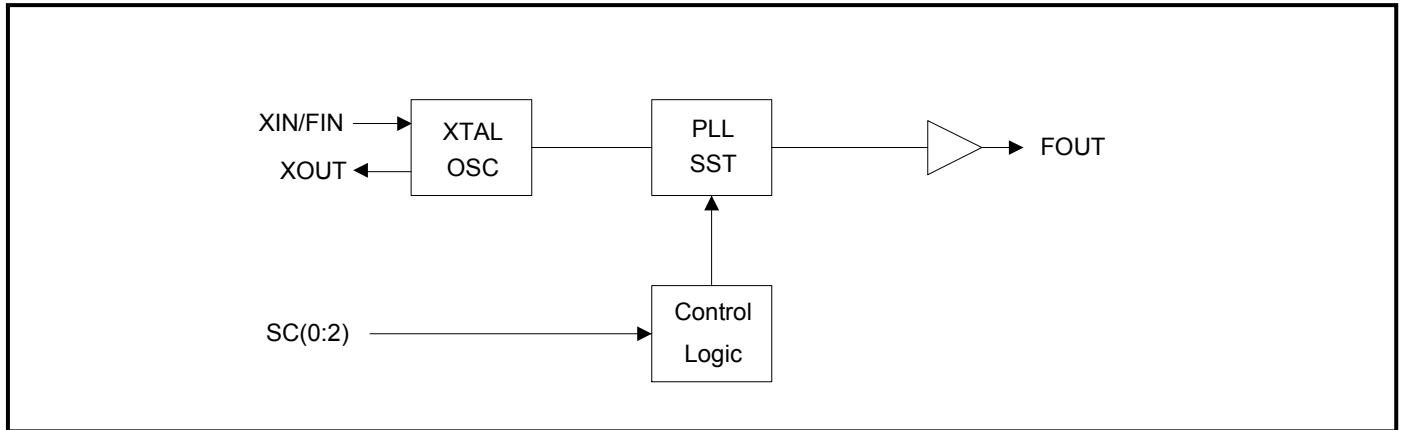 XIN/FIN
XOUT
XTAL
OSC
PLL
SST
FOUT
SC(0:2)
Control
Logic